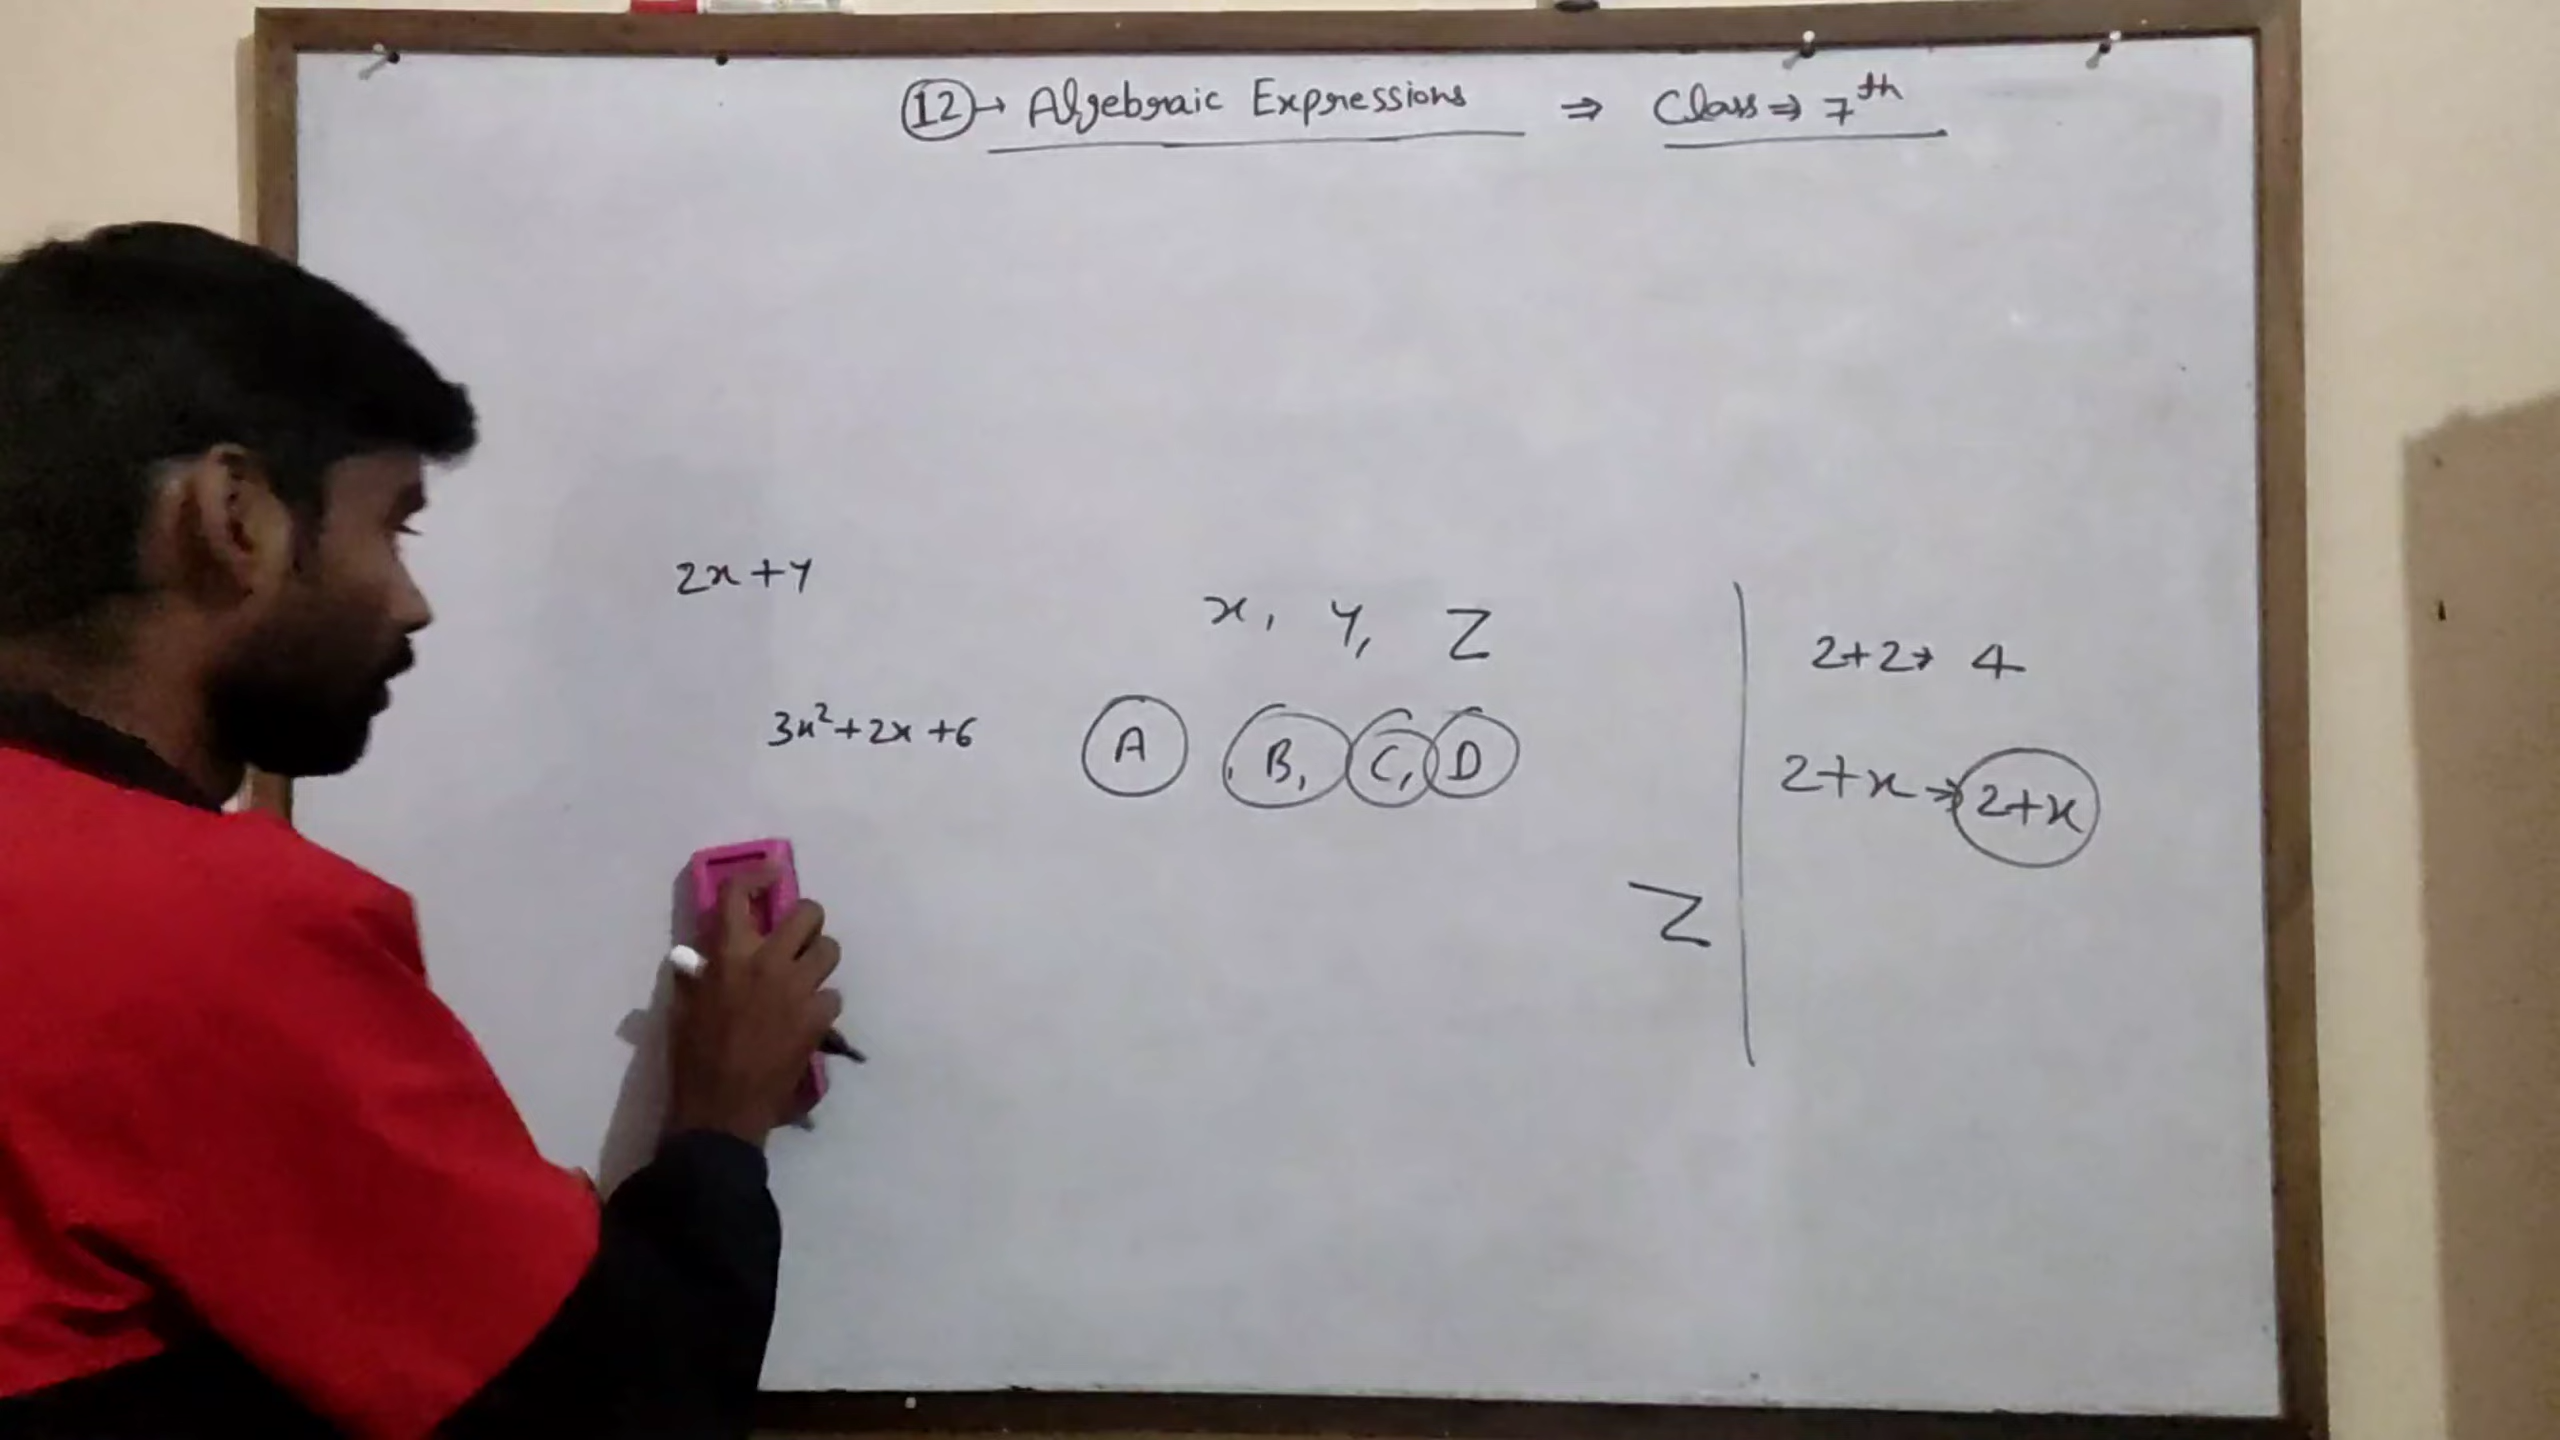 12 → Algebraic Expressions ⇒ Class ⇒ 7th
2x + y
x, y, Z
3x² + 2x + 6
A , B, C, D
2+2→ 4
2+x → 2+x
Z